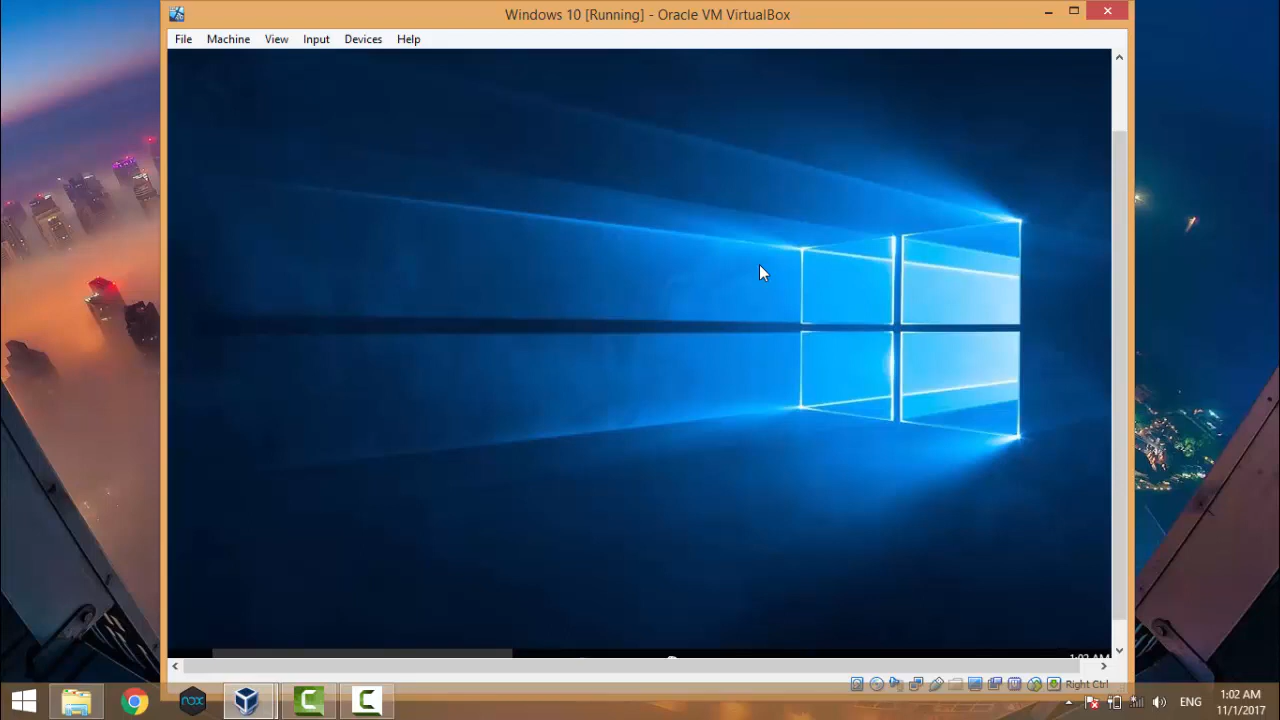 Windows 10 [Running] - Oracle VM VirtualBox
File Machine View Input Devices Help
Right Ctrl
nox
ENG
1:02 AM
11/1/2017